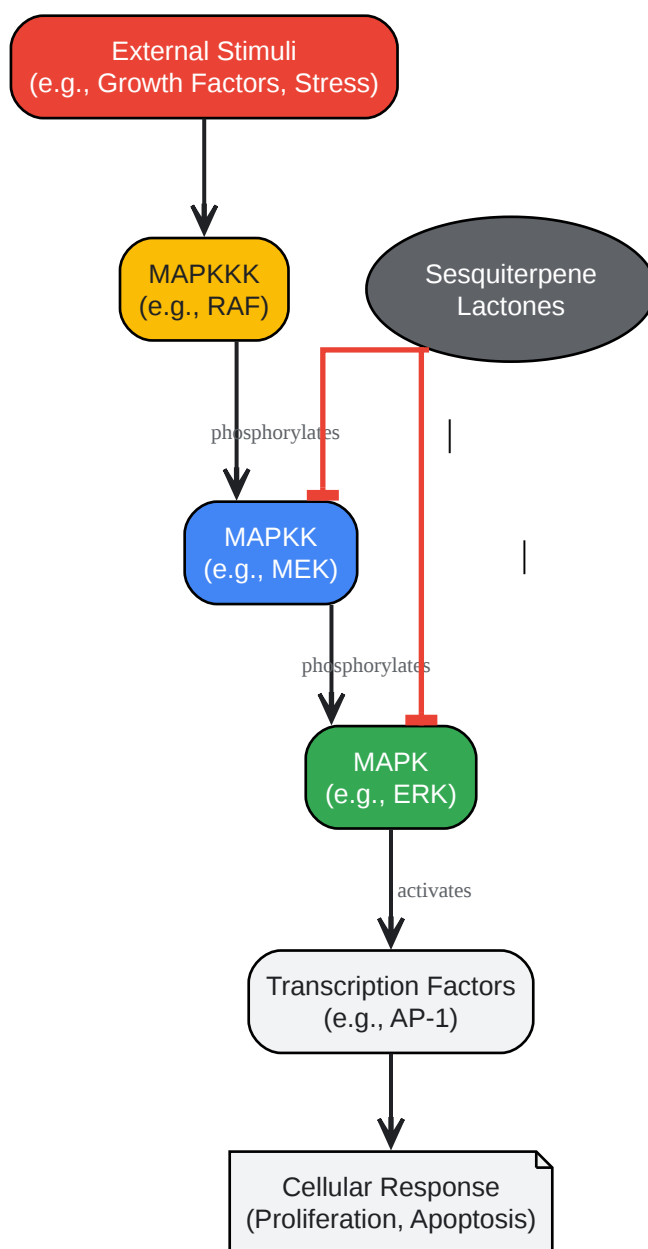 External Stimuli
(e.g., Growth Factors, Stress)
MAPKKK
(e.g., RAF)
Sesquiterpene
Lactones
phosphorylates
|
MAPKK
(e.g., MEK)
|
phosphorylates
MAPK
(e.g., ERK)
activates
Transcription Factors
(e.g., AP-1)
Cellular Response
(Proliferation, Apoptosis)